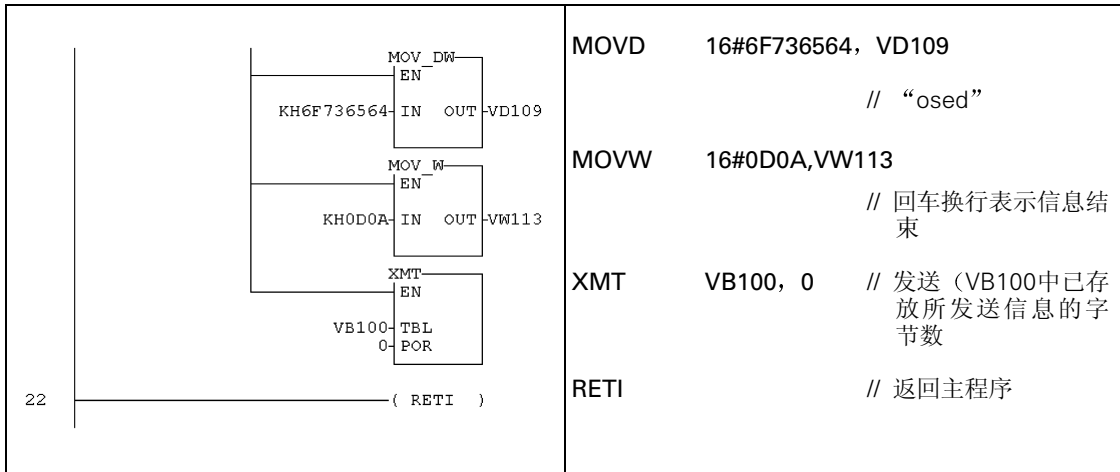 MOV_DW
EN
KH6F736564 IN OUT VD109
MOV_W
EN
KH0D0A IN OUT VW113
XMT
EN
VB100 TBL
0 POR
22 ( RETI )
MOVD 16#6F736564，VD109
// “osed”
MOVW 16#0D0A,VW113
// 回车换行表示信息结
束
XMT VB100，0 // 发送（VB100中已存
放所发送信息的字
节数
RETI // 返回主程序